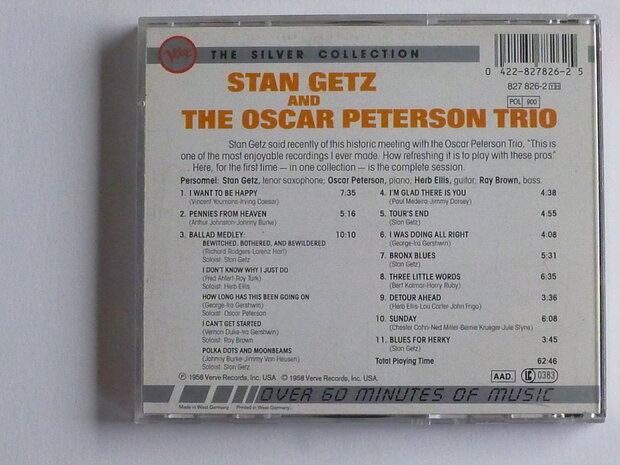 Verve
THE SILVER COLLECTION
0 422-827826-2 5
827 826-2
POL 900
STAN GETZ
AND
THE OSCAR PETERSON TRIO
Stan Getz said recently of this historic meeting with the Oscar Peterson Trio, "This is
one of the most enjoyable recordings I ever made. How refreshing it is to play with these pros"
... Here, for the first time — in one collection — is the complete session.
Personnel: Stan Getz, tenor saxophone; Oscar Peterson, piano; Herb Ellis, guitar; Ray Brown, bass.
1. I WANT TO BE HAPPY 7:35
(Vincent Youmans-Irving Caesar)
2. PENNIES FROM HEAVEN 5:16
(Arthur Johnston-Johnny Burke)
3. BALLAD MEDLEY: 10:10
BEWITCHED, BOTHERED, AND BEWILDERED
(Richard Rodgers-Lorenz Hart)
Soloist: Stan Getz
I DON'T KNOW WHY I JUST DO
(Fred Ahlert-Roy Turk)
Soloist: Herb Ellis
HOW LONG HAS THIS BEEN GOING ON
(George-Ira Gershwin)
Soloist: Oscar Peterson
I CAN'T GET STARTED
(Vernon Duke-Ira Gershwin)
Soloist: Ray Brown
POLKA DOTS AND MOONBEAMS
(Johnny Burke-Jimmy Van Heusen)
Soloist: Stan Getz
4. I'M GLAD THERE IS YOU 4:38
(Paul Medeira-Jimmy Dorsey)
5. TOUR'S END 4:55
(Stan Getz)
6. I WAS DOING ALL RIGHT 4:08
(George-Ira Gershwin)
7. BRONX BLUES 5:31
(Stan Getz)
8. THREE LITTLE WORDS 6:35
(Bert Kalmar-Harry Ruby)
9. DETOUR AHEAD 3:36
(Herb Ellis-Lou Carter-John Frigo)
10. SUNDAY 6:08
(Chester Cohn-Ned Miller-Bernie Krueger-Jule Styne)
11. BLUES FOR HERKY 3:45
(Stan Getz)
Total Playing Time 62:46
℗ 1958 Verve Records, Inc. USA © 1958 Verve Records, Inc. USA.
AAD LC 0383
OVER 60 MINUTES OF MUSIC
Made in West Germany Printed in West Germany